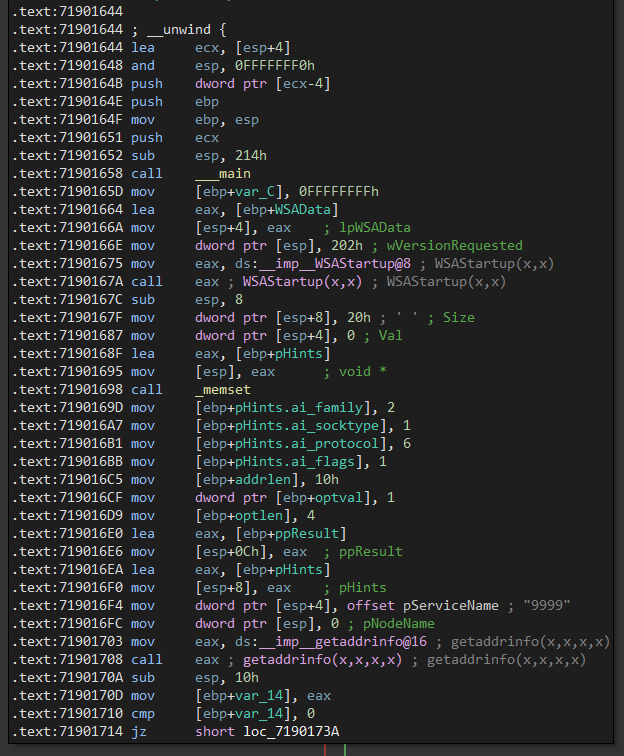 .text:71901644
.text:71901644 ; __unwind {
.text:71901644 lea     ecx, [esp+4]
.text:71901648 and     esp, 0FFFFFFF0h
.text:7190164B push    dword ptr [ecx-4]
.text:7190164E push    ebp
.text:7190164F mov     ebp, esp
.text:71901651 push    ecx
.text:71901652 sub     esp, 214h
.text:71901658 call    ___main
.text:7190165D mov     [ebp+var_C], 0FFFFFFFFh
.text:71901664 lea     eax, [ebp+WSAData]
.text:7190166A mov     [esp+4], eax    ; lpWSAData
.text:7190166E mov     dword ptr [esp], 202h ; wVersionRequested
.text:71901675 mov     eax, ds:__imp__WSAStartup@8 ; WSAStartup(x,x)
.text:7190167A call    eax ; WSAStartup(x,x) ; WSAStartup(x,x)
.text:7190167C sub     esp, 8
.text:7190167F mov     dword ptr [esp+8], 20h ; ' ' ; Size
.text:71901687 mov     dword ptr [esp+4], 0 ; Val
.text:7190168F lea     eax, [ebp+pHints]
.text:71901695 mov     [esp], eax      ; void *
.text:71901698 call    _memset
.text:7190169D mov     [ebp+pHints.ai_family], 2
.text:719016A7 mov     [ebp+pHints.ai_socktype], 1
.text:719016B1 mov     [ebp+pHints.ai_protocol], 6
.text:719016BB mov     [ebp+pHints.ai_flags], 1
.text:719016C5 mov     [ebp+addrlen], 10h
.text:719016CF mov     dword ptr [ebp+optval], 1
.text:719016D9 mov     [ebp+optlen], 4
.text:719016E0 lea     eax, [ebp+ppResult]
.text:719016E6 mov     [esp+0Ch], eax  ; ppResult
.text:719016EA lea     eax, [ebp+pHints]
.text:719016F0 mov     [esp+8], eax    ; pHints
.text:719016F4 mov     dword ptr [esp+4], offset pServiceName ; "9999"
.text:719016FC mov     dword ptr [esp], 0 ; pNodeName
.text:71901703 mov     eax, ds:__imp__getaddrinfo@16 ; getaddrinfo(x,x,x,x)
.text:71901708 call    eax ; getaddrinfo(x,x,x,x) ; getaddrinfo(x,x,x,x)
.text:7190170A sub     esp, 10h
.text:7190170D mov     [ebp+var_14], eax
.text:71901710 cmp     [ebp+var_14], 0
.text:71901714 jz      short loc_7190173A